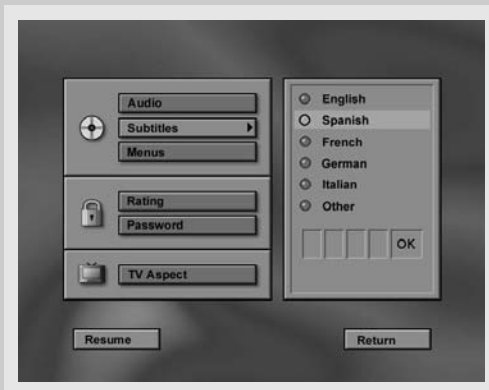 Audio
Subtitles
Menus
Rating
Password
TV Aspect
English
Spanish
French
German
Italian
Other
OK
Resume
Return